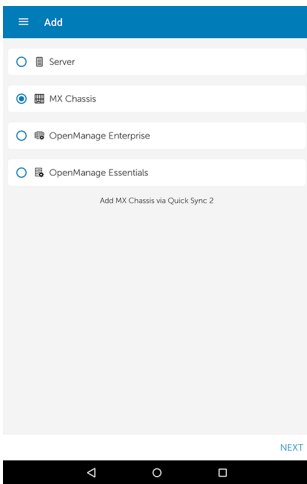 Add
Server
MX Chassis
OpenManage Enterprise
OpenManage Essentials
Add MX Chassis via Quick Sync 2
NEXT